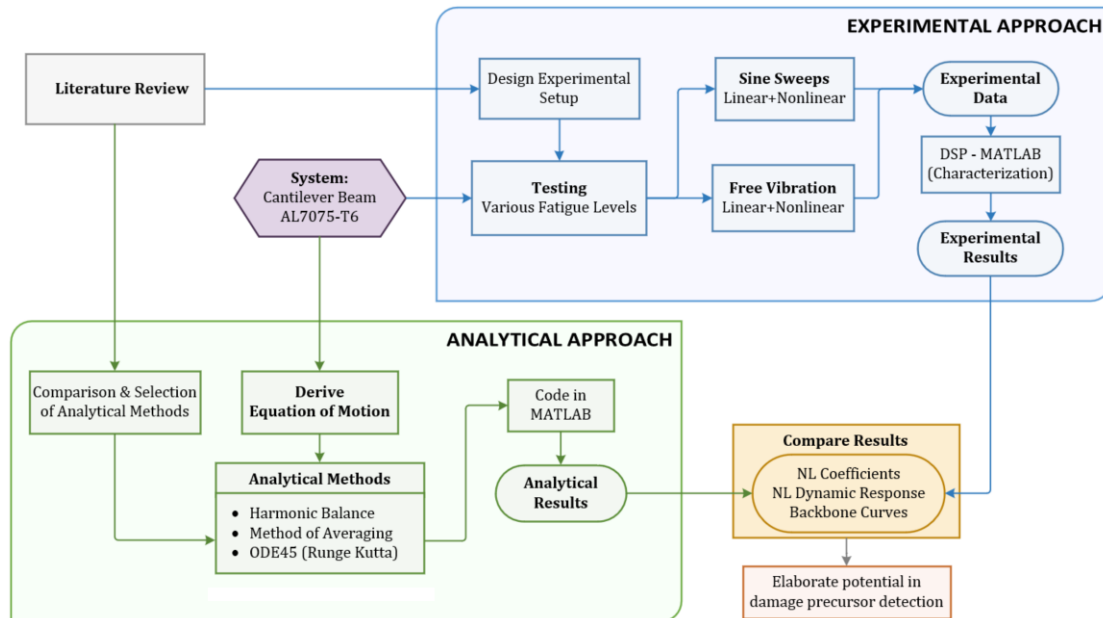 EXPERIMENTAL APPROACH
Literature Review
Design Experimental
Setup
Sine Sweeps
Linear+Nonlinear
Experimental
Data
System:
Cantilever Beam
AL7075-T6
Testing
Various Fatigue Levels
Free Vibration
Linear+Nonlinear
DSP - MATLAB
(Characterization)
Experimental
Results
ANALYTICAL APPROACH
Comparison & Selection
of Analytical Methods
Derive
Equation of Motion
Code in
MATLAB
Analytical Methods
• Harmonic Balance
• Method of Averaging
• ODE45 (Runge Kutta)
Analytical
Results
Compare Results
NL Coefficients
NL Dynamic Response
Backbone Curves
Elaborate potential in
damage precursor detection